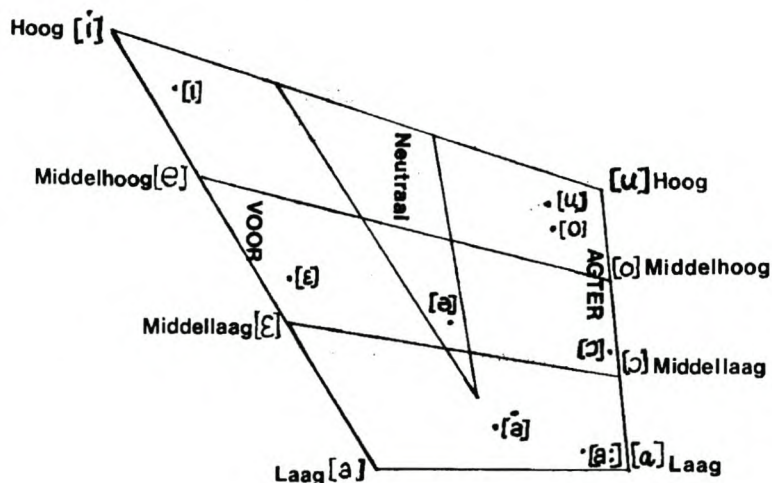 Hoog [i]
[ı]
Neutraal
Middelhoog [e]
[u] Hoog
[ʮ]
[o]
VOOR
AGTER
[o] Middelhoog
[ɛ]
[ə]
Middellaag [ɛ]
[ɔ]
[ɔ] Middellaag
[a]
Laag [a]
[a:]
[ɑ] Laag